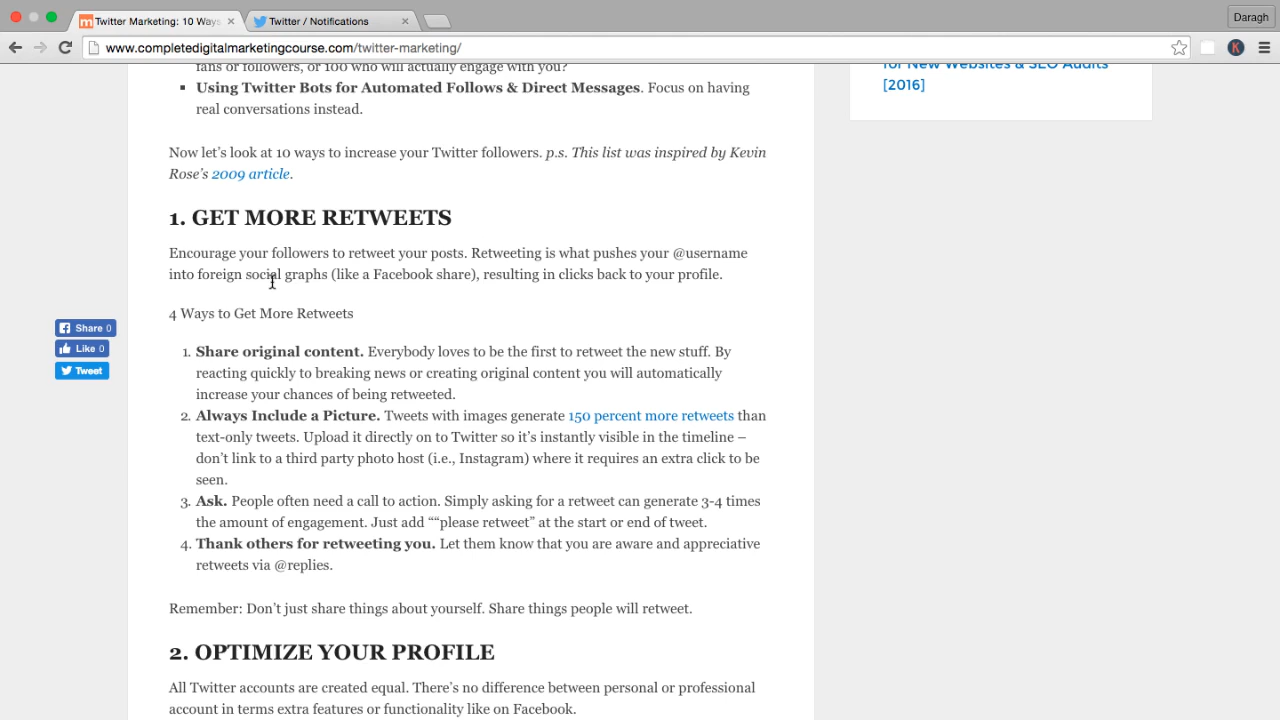 Twitter Marketing: 10 Ways
Twitter / Notifications
Daragh
www.completedigitalmarketingcourse.com/twitter-marketing/
K
fans or followers, or 100 who will actually engage with you?
Using Twitter Bots for Automated Follows & Direct Messages. Focus on having
real conversations instead.
for New Websites & SEO Audits
[2016]
Now let's look at 10 ways to increase your Twitter followers. p.s. This list was inspired by Kevin
Rose's 2009 article.
1. GET MORE RETWEETS
Encourage your followers to retweet your posts. Retweeting is what pushes your @username
into foreign social graphs (like a Facebook share), resulting in clicks back to your profile.
4 Ways to Get More Retweets
Share 0
Like 0
Tweet
1. Share original content. Everybody loves to be the first to retweet the new stuff. By
reacting quickly to breaking news or creating original content you will automatically
increase your chances of being retweeted.
2. Always Include a Picture. Tweets with images generate 150 percent more retweets than
text-only tweets. Upload it directly on to Twitter so it's instantly visible in the timeline –
don't link to a third party photo host (i.e., Instagram) where it requires an extra click to be
seen.
3. Ask. People often need a call to action. Simply asking for a retweet can generate 3-4 times
the amount of engagement. Just add ““please retweet” at the start or end of tweet.
4. Thank others for retweeting you. Let them know that you are aware and appreciative
retweets via @replies.
Remember: Don't just share things about yourself. Share things people will retweet.
2. OPTIMIZE YOUR PROFILE
All Twitter accounts are created equal. There's no difference between personal or professional
account in terms extra features or functionality like on Facebook.